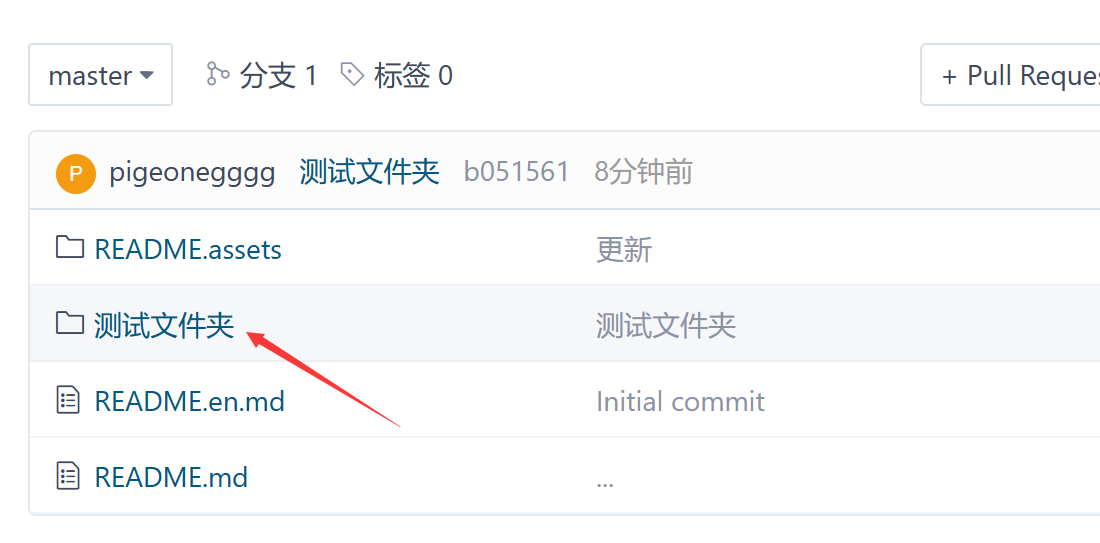 master 分支 1 标签 0 + Pull Reques
P pigeonegggg 测试文件夹 b051561 8分钟前
README.assets 更新
测试文件夹 测试文件夹
README.en.md Initial commit
README.md ...